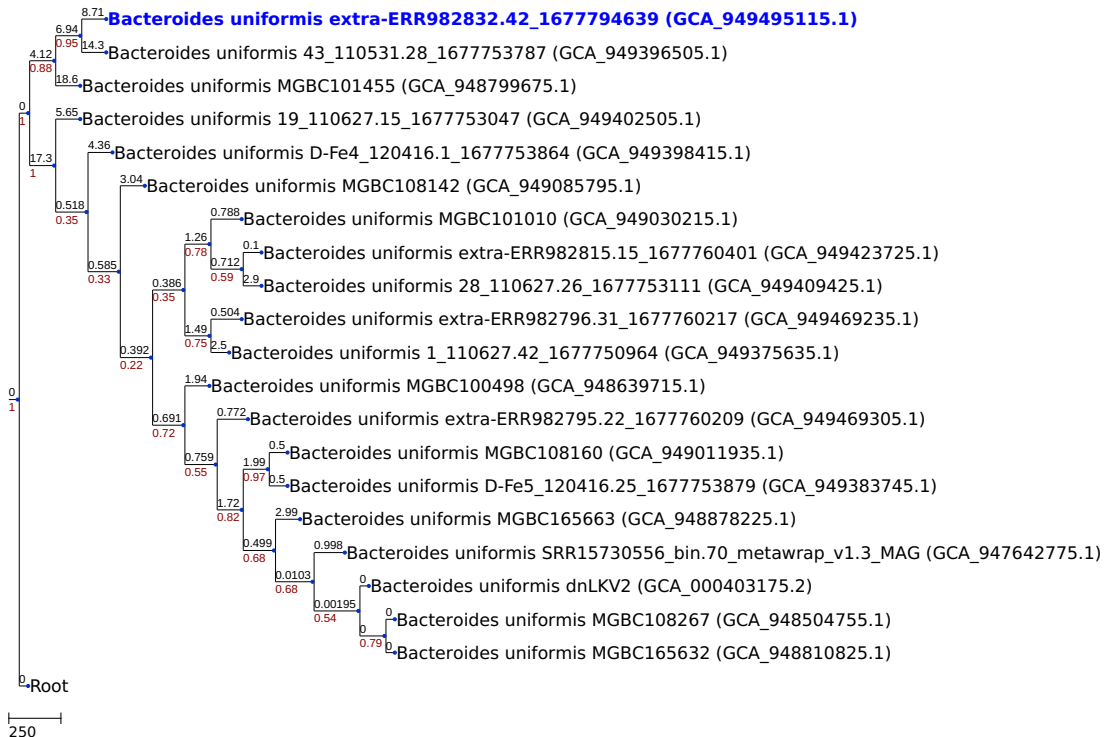 8.71
Bacteroides uniformis extra-ERR982832.42_1677794639 (GCA_949495115.1)
6.94
0.95
14.3
Bacteroides uniformis 43_110531.28_1677753787 (GCA_949396505.1)
4.12
0.88
18.6
Bacteroides uniformis MGBC101455 (GCA_948799675.1)
0
1
5.65
Bacteroides uniformis 19_110627.15_1677753047 (GCA_949402505.1)
17.3
1
4.36
Bacteroides uniformis D-Fe4_120416.1_1677753864 (GCA_949398415.1)
3.04
Bacteroides uniformis MGBC108142 (GCA_949085795.1)
0.518
0.35
0.788
Bacteroides uniformis MGBC101010 (GCA_949030215.1)
1.26
0.78
0.1
Bacteroides uniformis extra-ERR982815.15_1677760401 (GCA_949423725.1)
0.712
0.59
0.585
0.33
2.9
Bacteroides uniformis 28_110627.26_1677753111 (GCA_949409425.1)
0.386
0.35
0.504
Bacteroides uniformis extra-ERR982796.31_1677760217 (GCA_949469235.1)
1.49
0.75
2.5
Bacteroides uniformis 1_110627.42_1677750964 (GCA_949375635.1)
0.392
0.22
1.94
Bacteroides uniformis MGBC100498 (GCA_948639715.1)
0
1
0.772
Bacteroides uniformis extra-ERR982795.22_1677760209 (GCA_949469305.1)
0.691
0.72
0.5
Bacteroides uniformis MGBC108160 (GCA_949011935.1)
0.759
0.55
1.99
0.97
0.5
Bacteroides uniformis D-Fe5_120416.25_1677753879 (GCA_949383745.1)
1.72
0.82
2.99
Bacteroides uniformis MGBC165663 (GCA_948878225.1)
0.499
0.68
0.998
Bacteroides uniformis SRR15730556_bin.70_metawrap_v1.3_MAG (GCA_947642775.1)
0.0103
0.68
0
Bacteroides uniformis dnLKV2 (GCA_000403175.2)
0.00195
0.54
0
Bacteroides uniformis MGBC108267 (GCA_948504755.1)
0
0.79
0
Bacteroides uniformis MGBC165632 (GCA_948810825.1)
0
Root
250